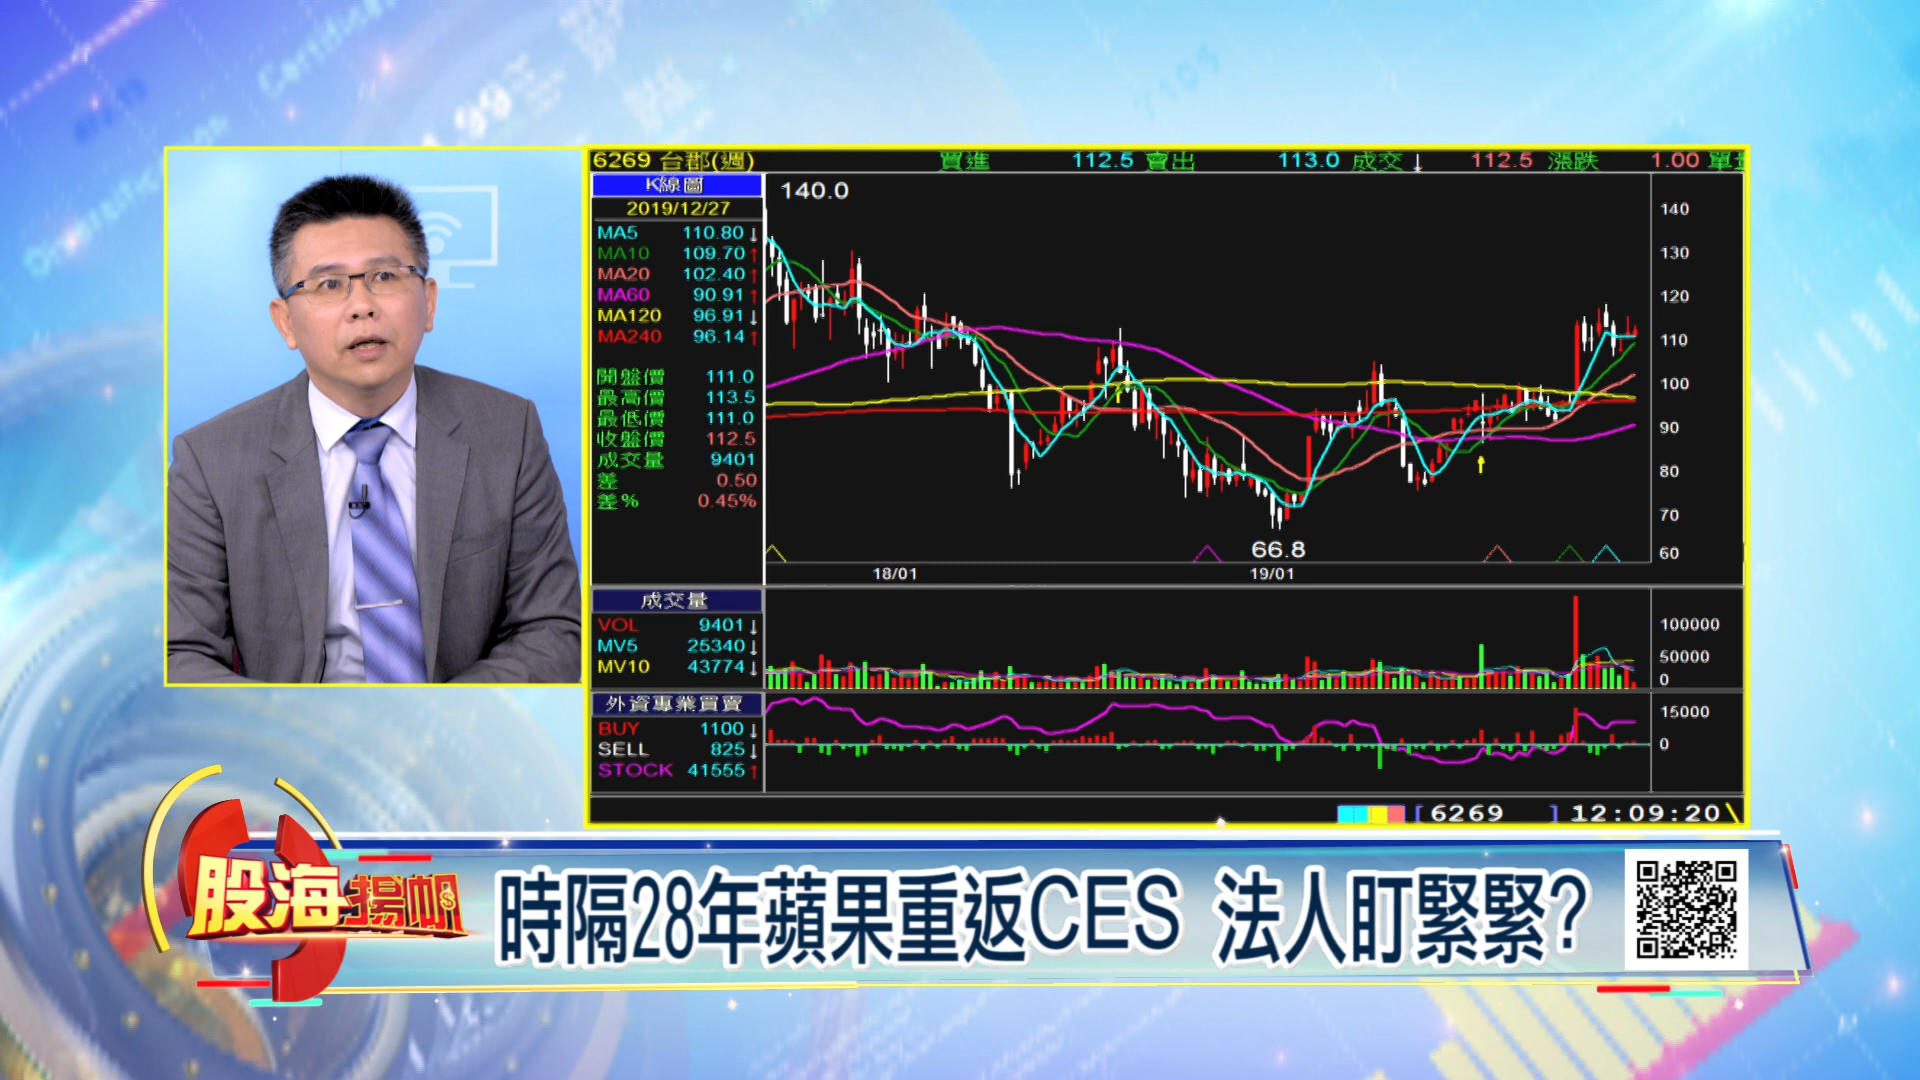 6269 台郡(週) 買進 112.5 賣出 113.0 成交↓ 112.5 漲跌 1.00 單量
K線圖
2019/12/27
MA5 110.80↓
MA10 109.70↑
MA20 102.40↑
MA60 90.91↑
MA120 96.91↓
MA240 96.14↑
開盤價 111.0
最高價 113.5
最低價 111.0
收盤價 112.5
成交量 9401
差 0.50
差% 0.45%
140.0
140
130
120
110
100
90
80
70
60
66.8
18/01 19/01
成交量
VOL 9401↓
MV5 25340↓
MV10 43774↓
100000
50000
0
外資專業買賣
BUY 1100↓
SELL 825↓
STOCK 41555↑
15000
0
[6269 ] 12:09:20
股海揚帆
時隔28年蘋果重返CES 法人盯緊緊?